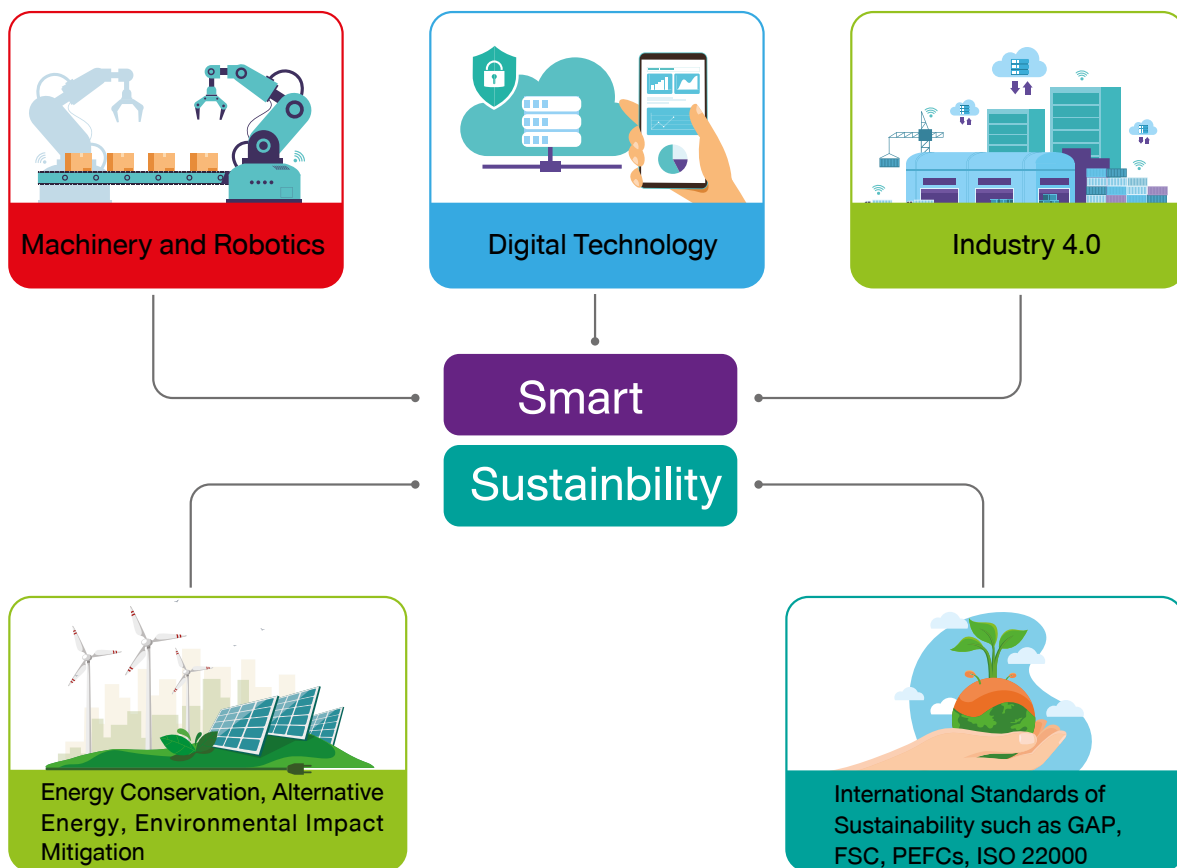 Machinery and Robotics
Digital Technology
Industry 4.0
Smart
Sustainbility
Energy Conservation, Alternative
Energy, Environmental Impact
Mitigation
International Standards of
Sustainability such as GAP,
FSC, PEFCs, ISO 22000